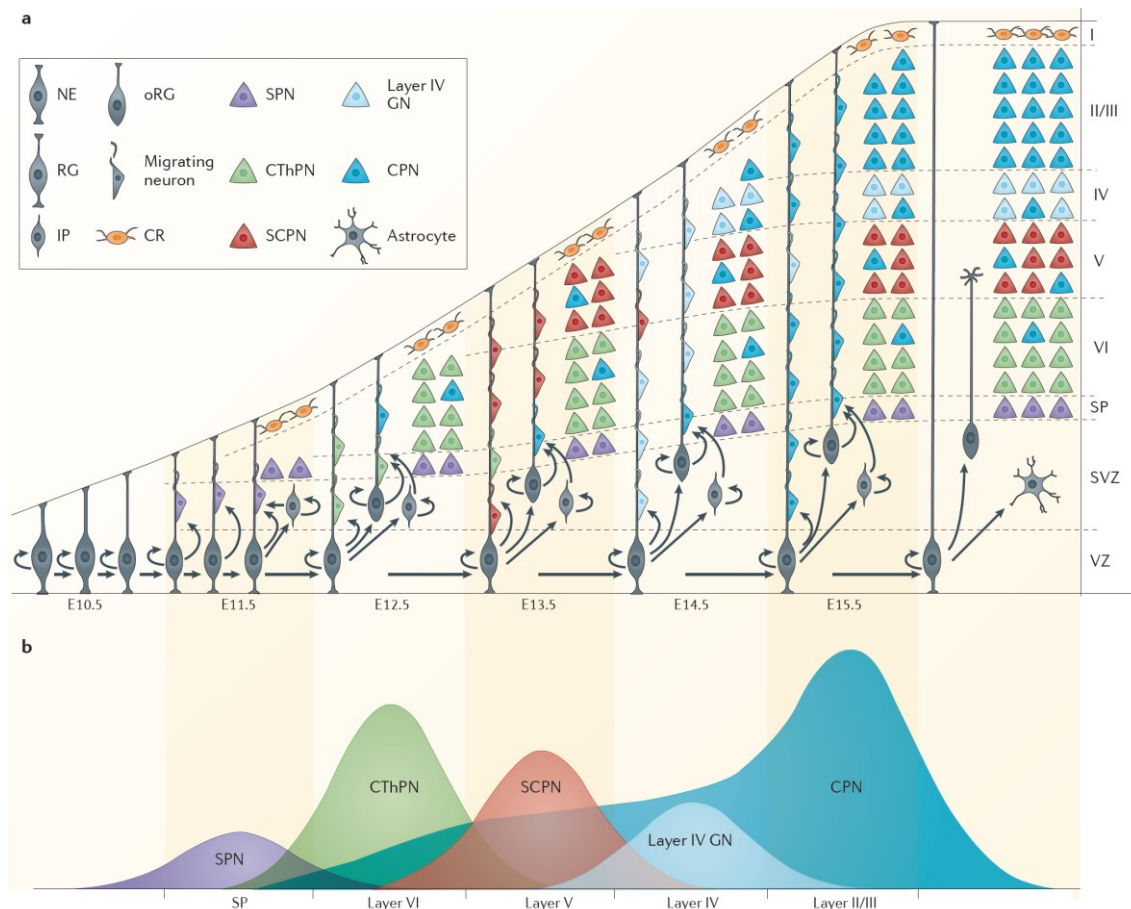 a
NE
oRG
SPN
Layer IV
GN
RG
Migrating
neuron
CThPN
CPN
IP
CR
SCPN
Astrocyte
I
II/III
IV
V
VI
SP
SVZ
VZ
E10.5
E11.5
E12.5
E13.5
E14.5
E15.5
b
SPN
CThPN
SCPN
Layer IV GN
CPN
SP
Layer VI
Layer V
Layer IV
Layer II/III